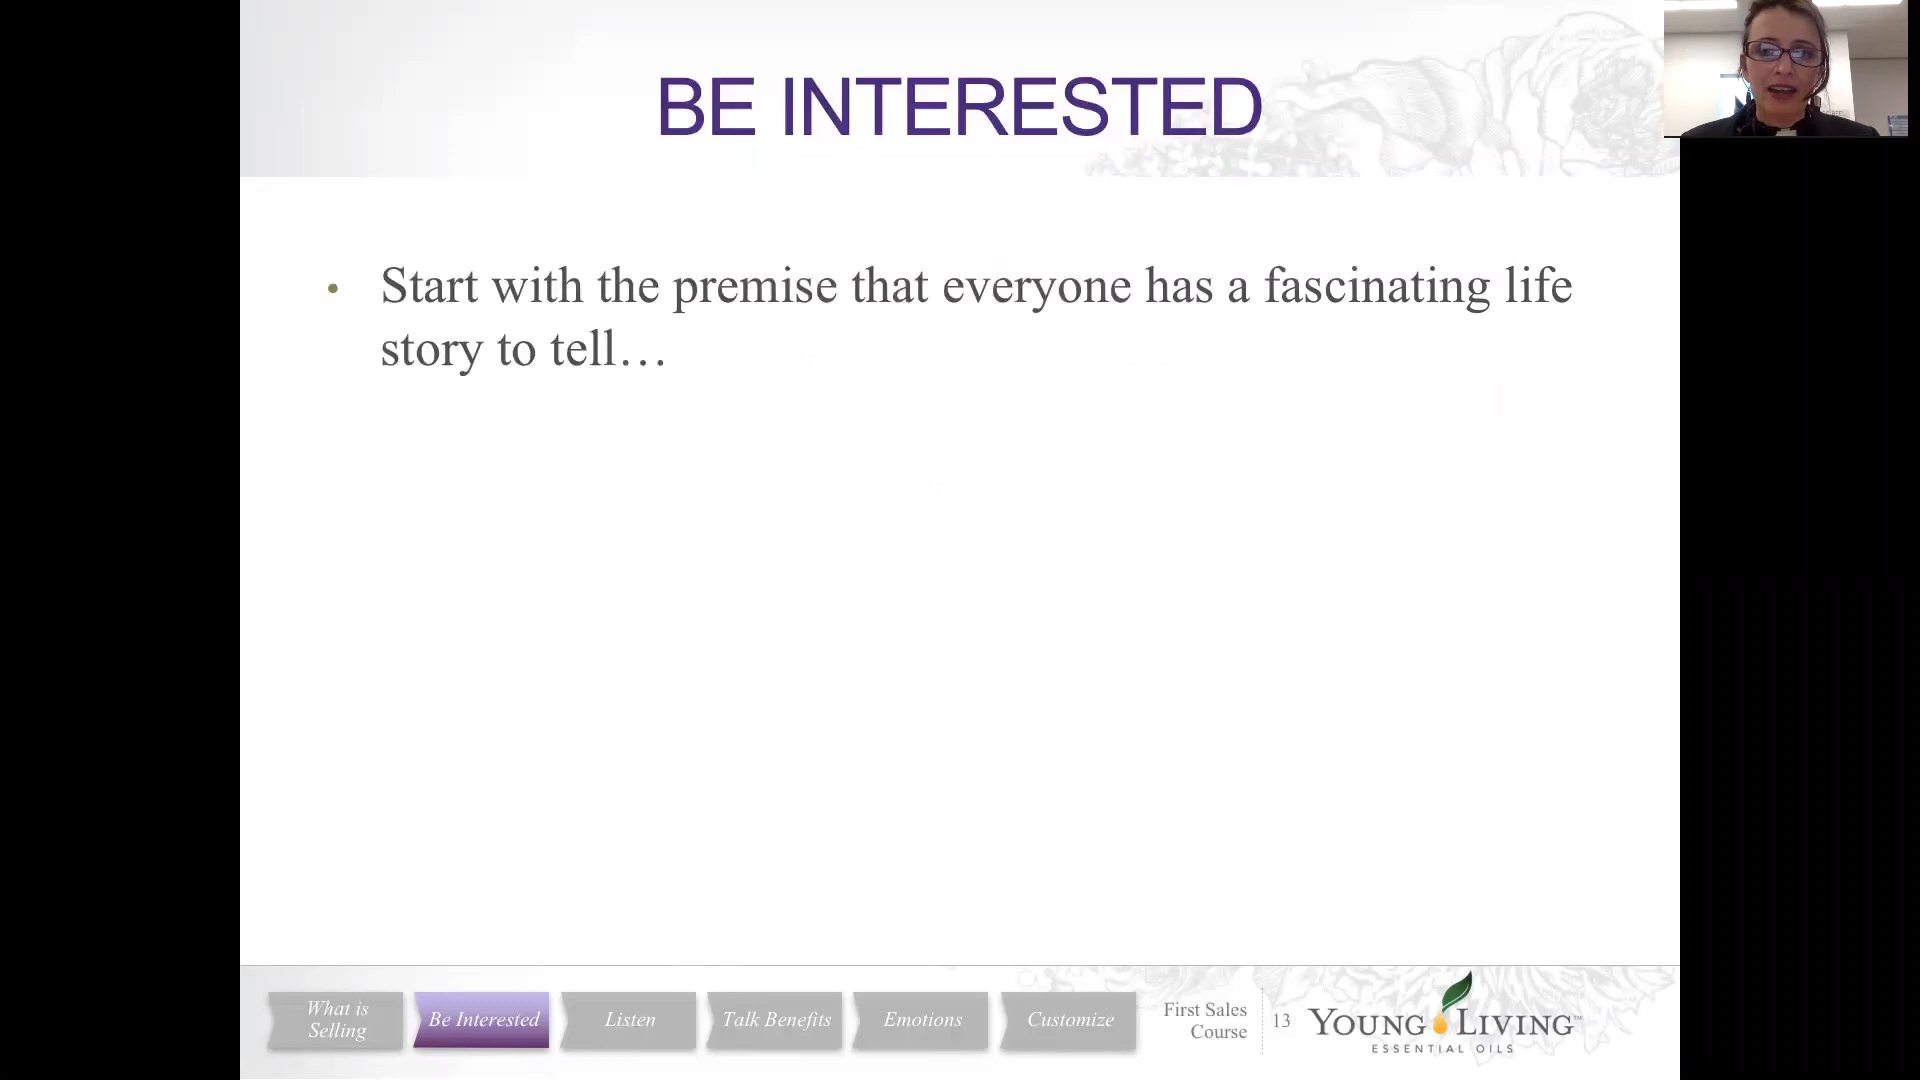 BE INTERESTED
• Start with the premise that everyone has a fascinating life
story to tell…
What is
Selling
Be Interested
Listen
Talk Benefits
Emotions
Customize
First Sales
Course
13
YOUNG LIVING™
ESSENTIAL OILS